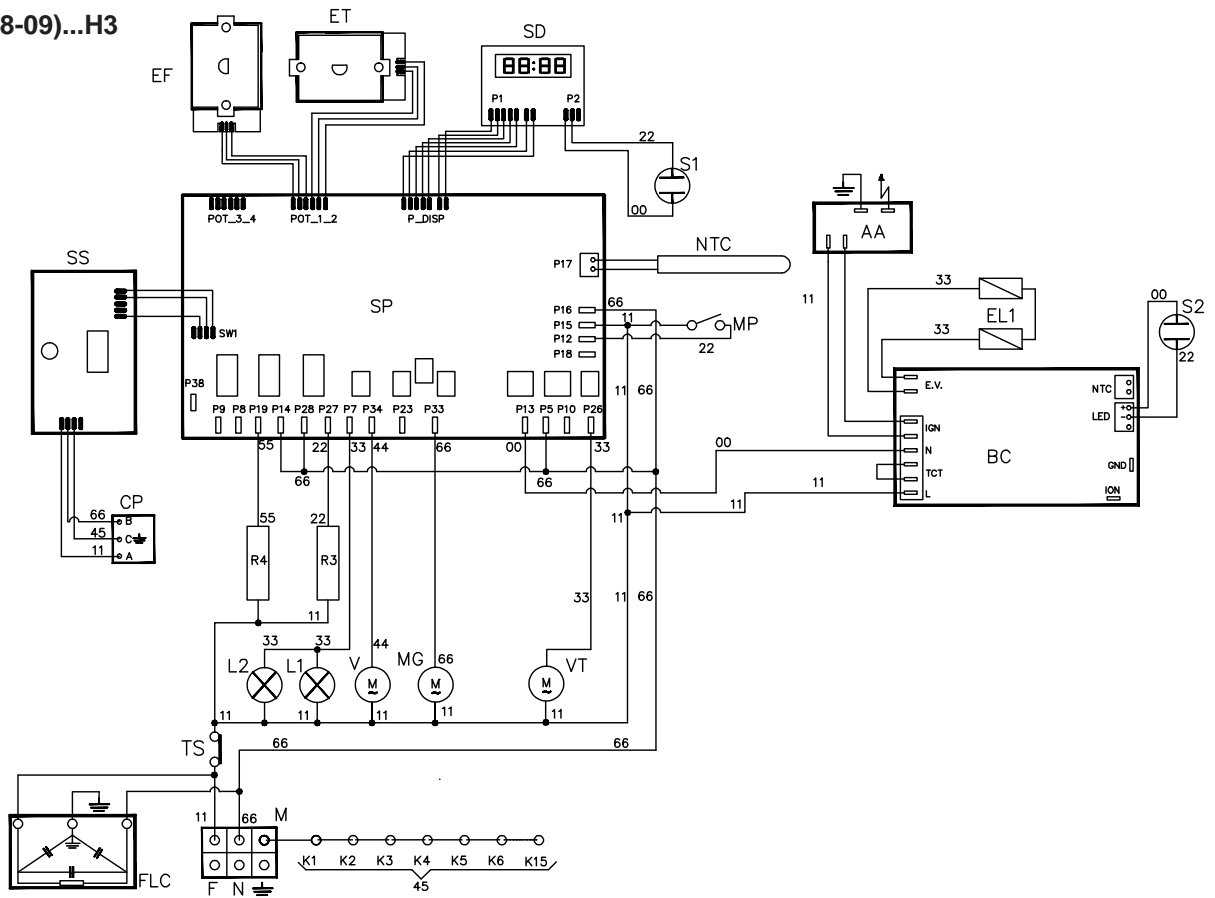 8-09)...H3
ET
SD
EF
88:88
P1
P2
22
S1
00
POT_3_4
POT_1_2
P_DISP
AA
SS
P17
NTC
11
33
EL1
33
00
S2
22
SP
P16
66
P15
11
P12
MP
P18
22
SW1
P38
P9
P8
P19
P14
P28
P27
P7
P34
P23
P33
P13
P5
P10
P26
11
66
E.V.
NTC
LED
+
-
IGN
N
BC
GND
TCT
ION
L
55
22
33
44
66
00
33
00
66
66
11
11
11
CP
66
B
45
C
11
A
55
22
R4
R3
11
33
11
66
33
33
44
66
L2
L1
V
MG
VT
M
~
M
~
M
~
11
11
11
11
11
TS
66
66
11
66
M
K1
K2
K3
K4
K5
K6
K15
45
FLC
F
N